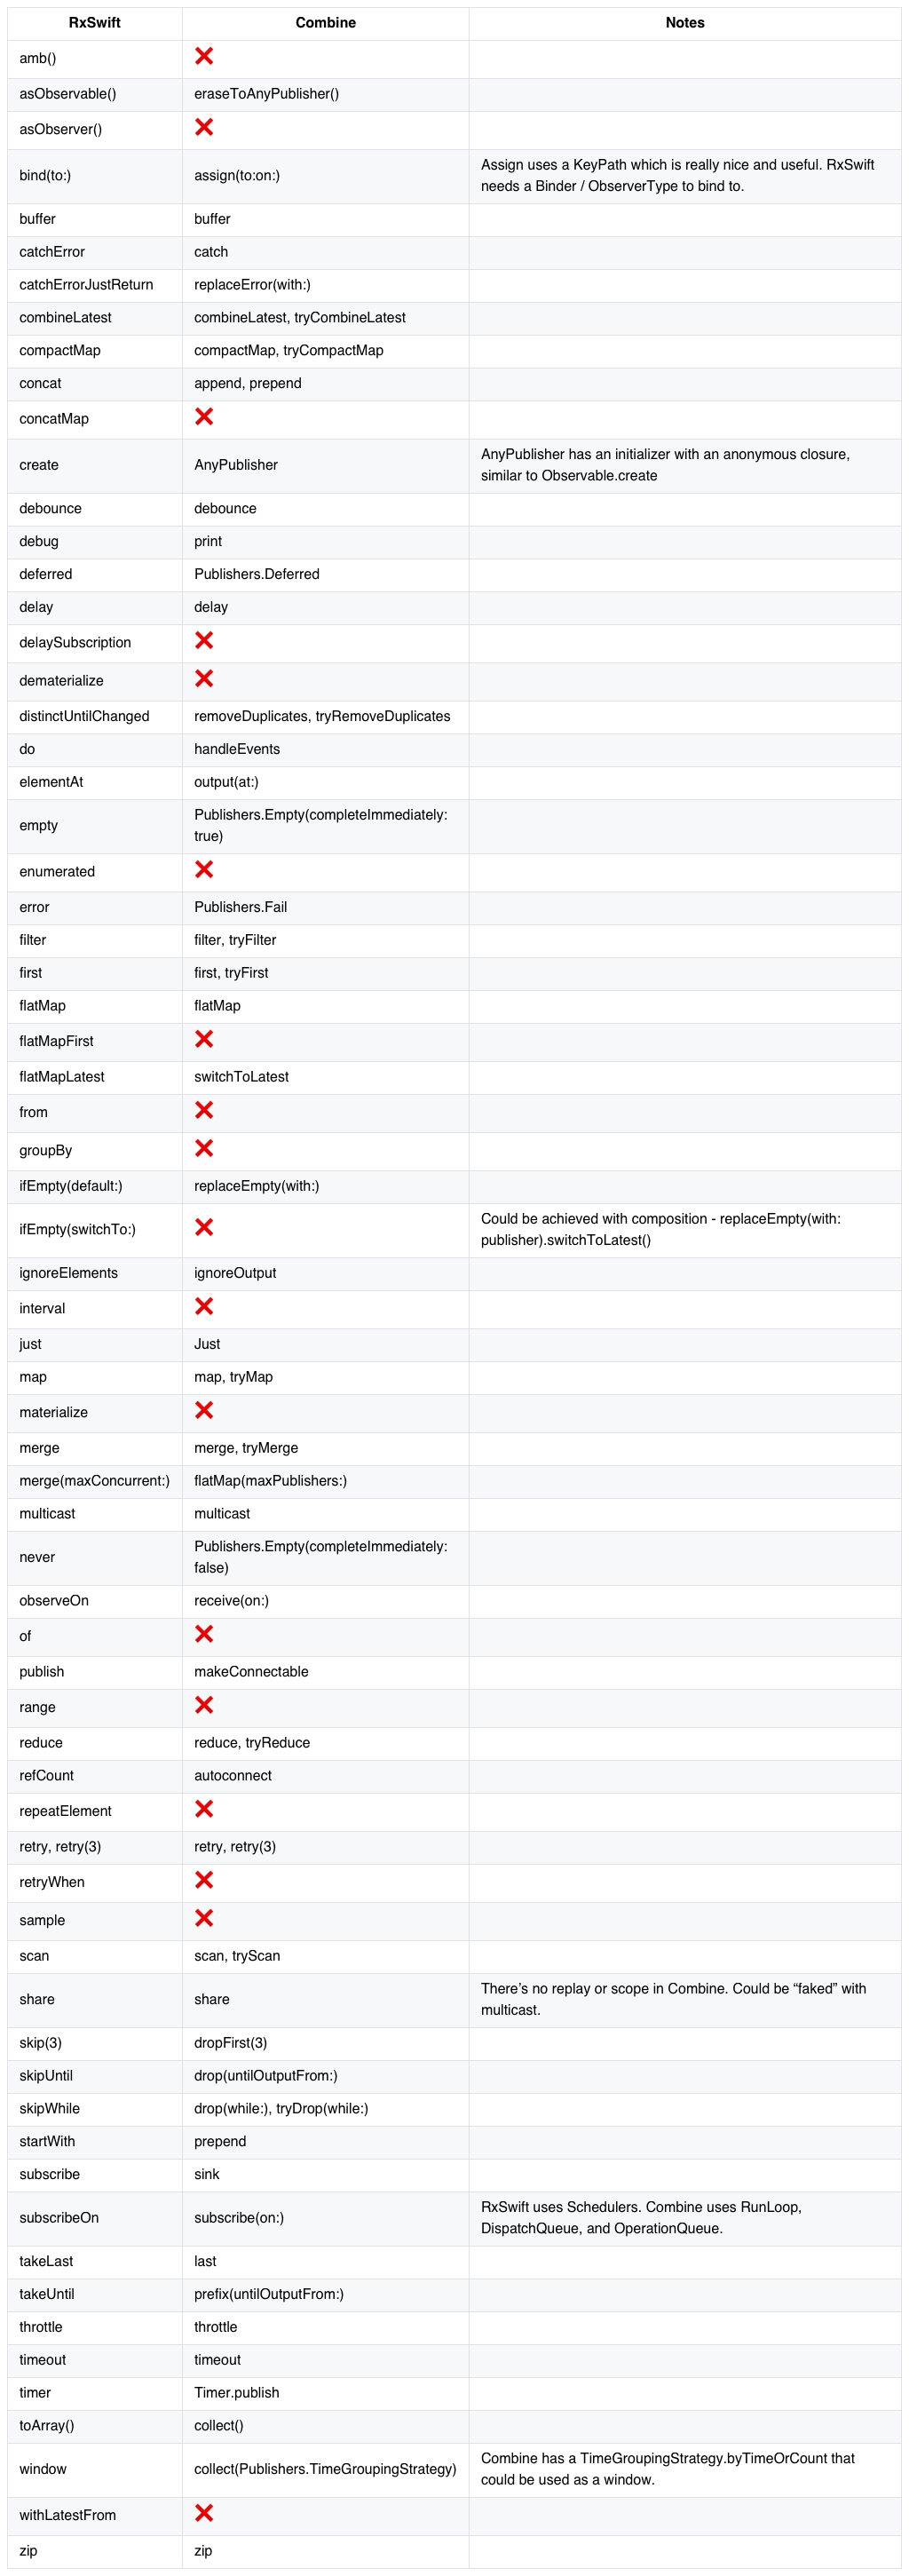 RxSwift Combine Notes
amb() ❌
asObservable() eraseToAnyPublisher()
asObserver() ❌
bind(to:) assign(to:on:) Assign uses a KeyPath which is really nice and useful. RxSwift
needs a Binder / ObserverType to bind to.
buffer buffer
catchError catch
catchErrorJustReturn replaceError(with:)
combineLatest combineLatest, tryCombineLatest
compactMap compactMap, tryCompactMap
concat append, prepend
concatMap ❌
create AnyPublisher AnyPublisher has an initializer with an anonymous closure,
similar to Observable.create
debounce debounce
debug print
deferred Publishers.Deferred
delay delay
delaySubscription ❌
dematerialize ❌
distinctUntilChanged removeDuplicates, tryRemoveDuplicates
do handleEvents
elementAt output(at:)
empty Publishers.Empty(completeImmediately:
true)
enumerated ❌
error Publishers.Fail
filter filter, tryFilter
first first, tryFirst
flatMap flatMap
flatMapFirst ❌
flatMapLatest switchToLatest
from ❌
groupBy ❌
ifEmpty(default:) replaceEmpty(with:)
ifEmpty(switchTo:) ❌ Could be achieved with composition - replaceEmpty(with:
publisher).switchToLatest()
ignoreElements ignoreOutput
interval ❌
just Just
map map, tryMap
materialize ❌
merge merge, tryMerge
merge(maxConcurrent:) flatMap(maxPublishers:)
multicast multicast
never Publishers.Empty(completeImmediately:
false)
observeOn receive(on:)
of ❌
publish makeConnectable
range ❌
reduce reduce, tryReduce
refCount autoconnect
repeatElement ❌
retry, retry(3) retry, retry(3)
retryWhen ❌
sample ❌
scan scan, tryScan
share share There’s no replay or scope in Combine. Could be “faked” with
multicast.
skip(3) dropFirst(3)
skipUntil drop(untilOutputFrom:)
skipWhile drop(while:), tryDrop(while:)
startWith prepend
subscribe sink
subscribeOn subscribe(on:) RxSwift uses Schedulers. Combine uses RunLoop,
DispatchQueue, and OperationQueue.
takeLast last
takeUntil prefix(untilOutputFrom:)
throttle throttle
timeout timeout
timer Timer.publish
toArray() collect()
window collect(Publishers.TimeGroupingStrategy) Combine has a TimeGroupingStrategy.byTimeOrCount that
could be used as a window.
withLatestFrom ❌
zip zip